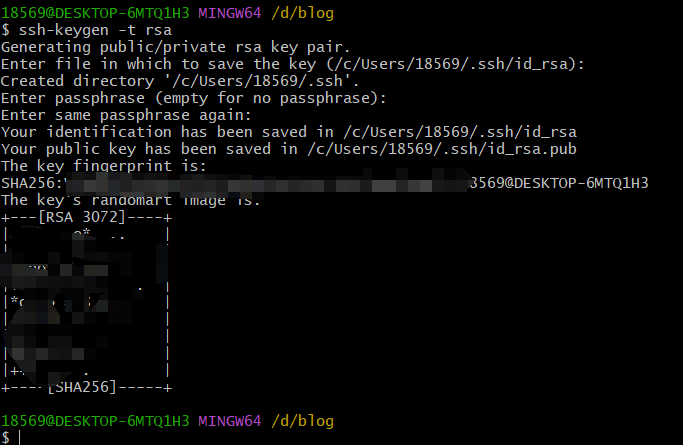 18569@DESKTOP-6MTQ1H3 MINGW64 /d/blog
$ ssh-keygen -t rsa
Generating public/private rsa key pair.
Enter file in which to save the key (/c/Users/18569/.ssh/id_rsa):
Created directory '/c/Users/18569/.ssh'.
Enter passphrase (empty for no passphrase):
Enter same passphrase again:
Your identification has been saved in /c/Users/18569/.ssh/id_rsa
Your public key has been saved in /c/Users/18569/.ssh/id_rsa.pub
The key fingerprint is:
SHA256: 8569@DESKTOP-6MTQ1H3
The key's randomart image is:
+---[RSA 3072]----+
+----[SHA256]-----+
18569@DESKTOP-6MTQ1H3 MINGW64 /d/blog
$